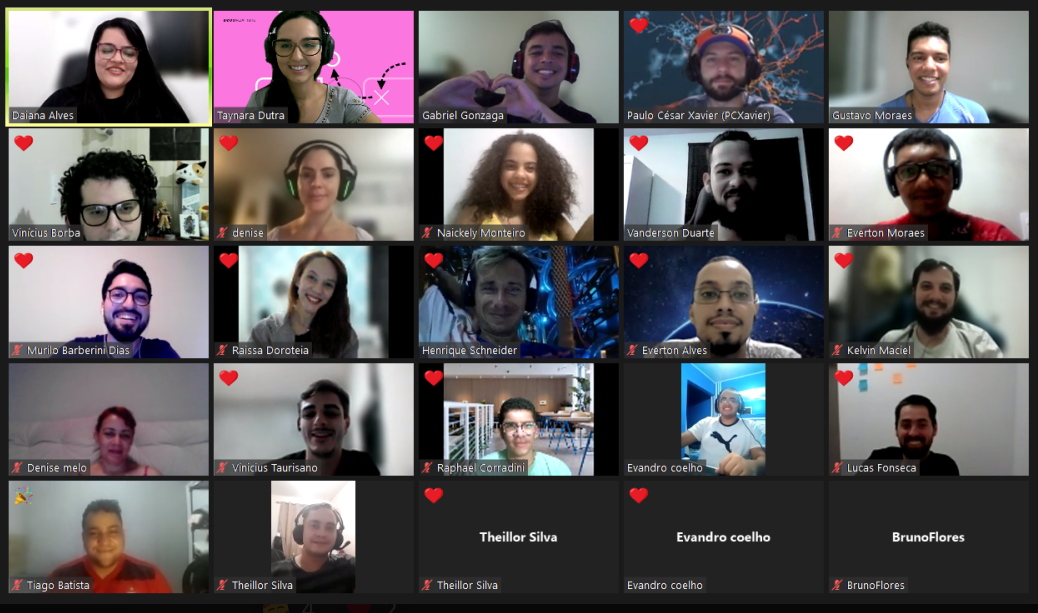 Daiana Alves
Taynara Dutra
Gabriel Gonzaga
Paulo César Xavier (PCXavier)
Gustavo Moraes
Vinícius Borba
denise
Naickely Monteiro
Vanderson Duarte
Everton Moraes
Murilo Barberini Dias
Raissa Doroteia
Henrique Schneider
Everton Alves
Kelvin Maciel
Denise melo
Vinicius Taurisano
Raphael Corradini
Evandro coelho
Lucas Fonseca
Tiago Batista
Theillor Silva
Theillor Silva
Theillor Silva
Evandro coelho
Evandro coelho
BrunoFlores
BrunoFlores